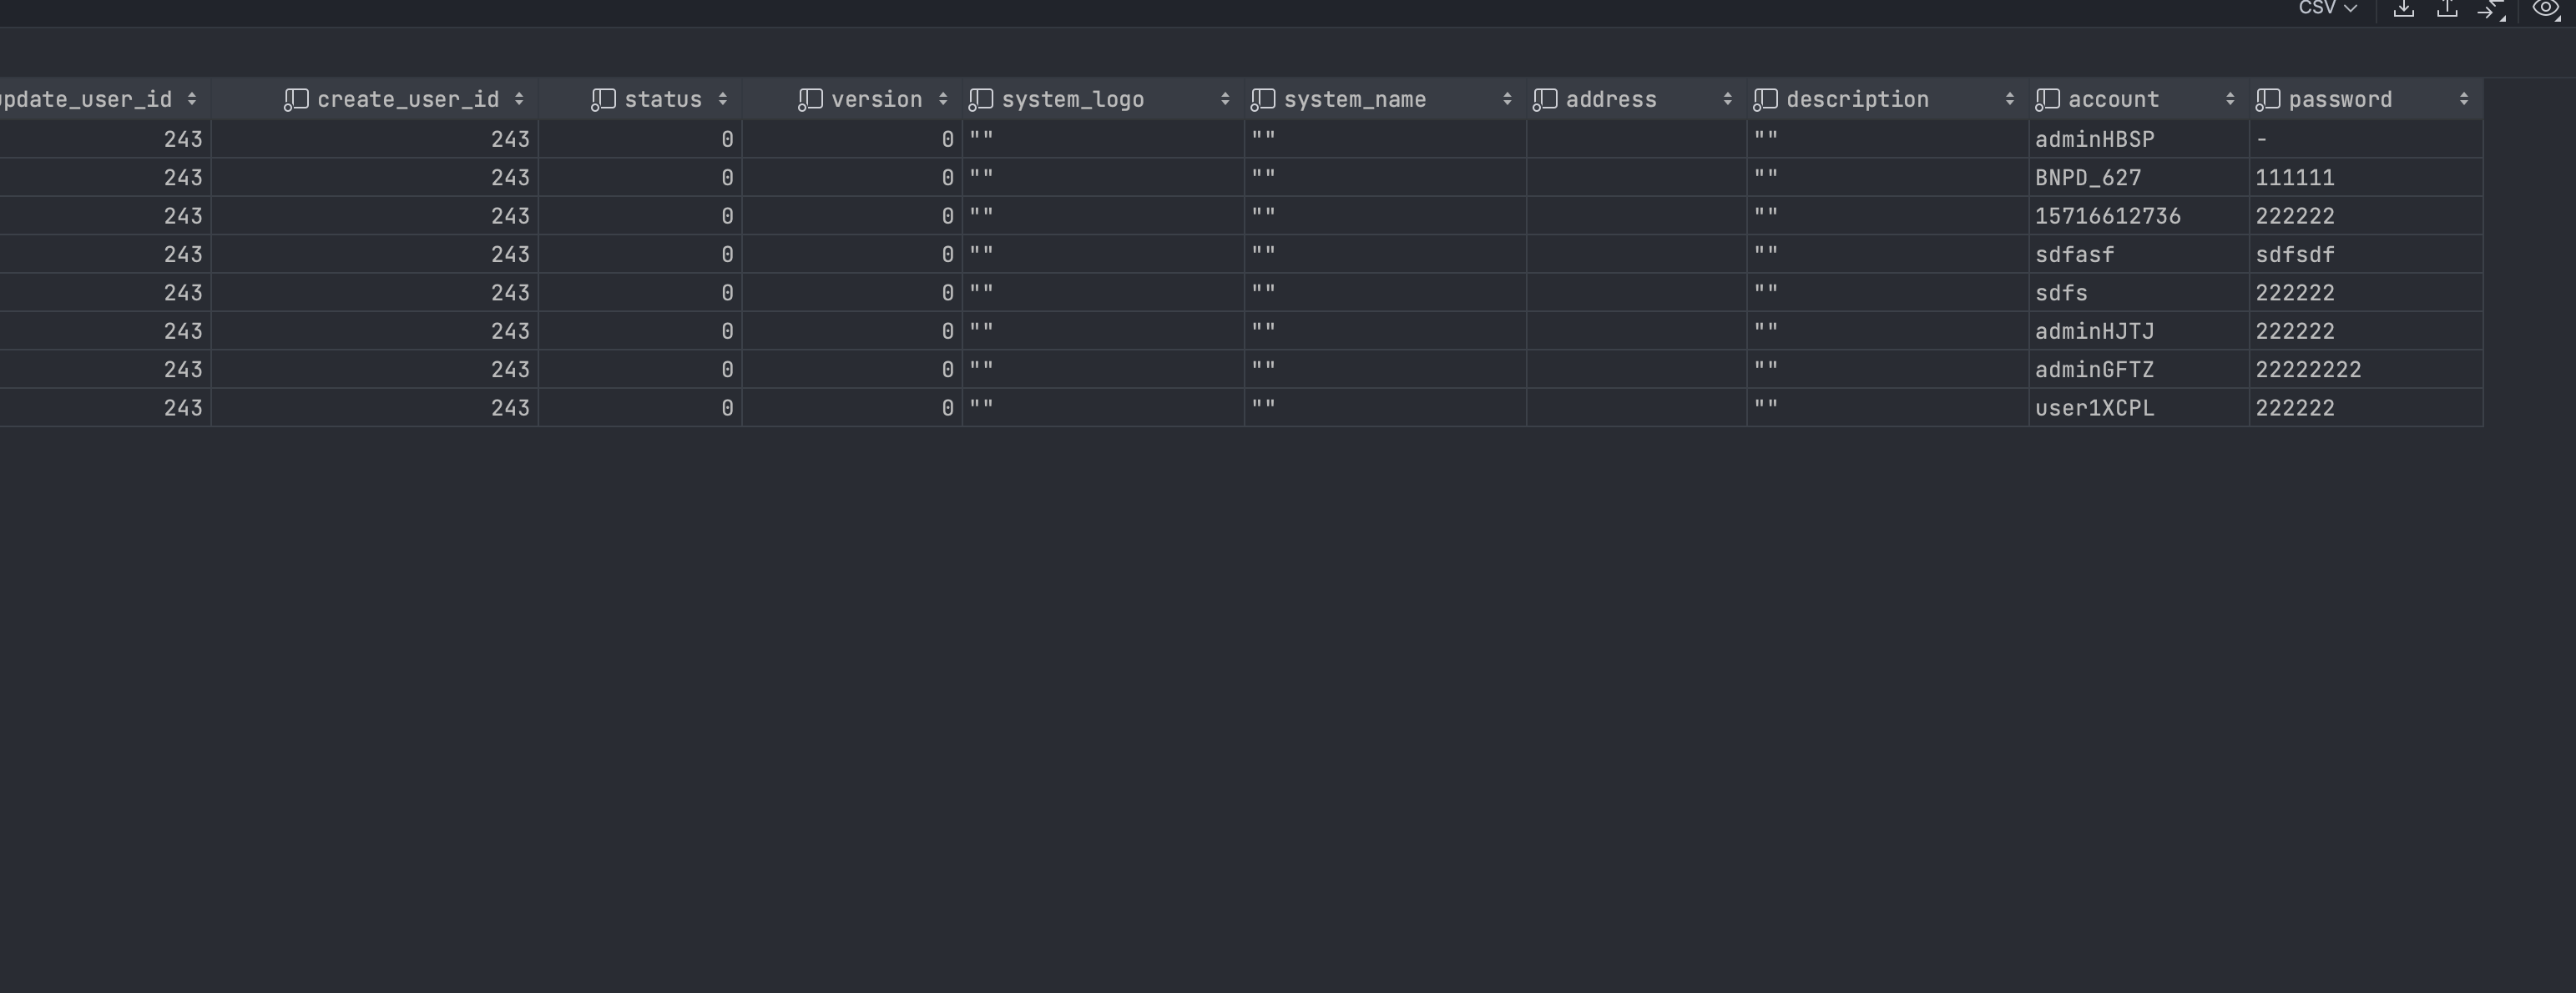 CSV
update_user_id create_user_id status version system_logo system_name address description account password
243 243 0 0 "" "" "" adminHBSP -
243 243 0 0 "" "" "" BNPD_627 111111
243 243 0 0 "" "" "" 15716612736 222222
243 243 0 0 "" "" "" sdfasf sdfsdf
243 243 0 0 "" "" "" sdfs 222222
243 243 0 0 "" "" "" adminHJTJ 222222
243 243 0 0 "" "" "" adminGFTZ 22222222
243 243 0 0 "" "" "" user1XCPL 222222